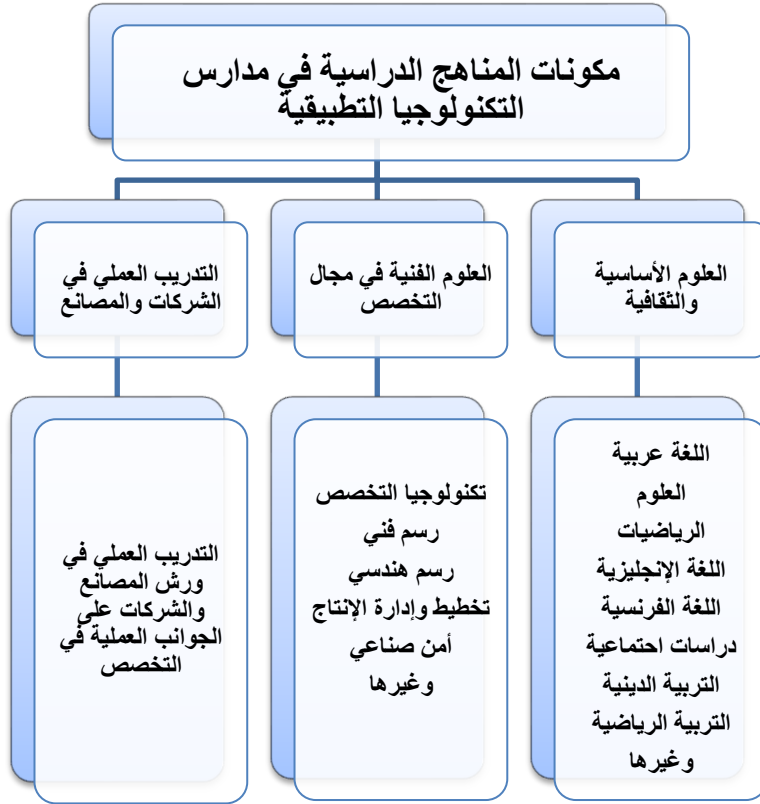 مكونات المناهج الدراسية في مدارس
التكنولوجيا التطبيقية
العلوم الأساسية
والثقافية
العلوم الفنية في مجال
التخصص
التدريب العملي في
الشركات والمصانع
اللغة عربية
العلوم
الرياضيات
اللغة الإنجليزية
اللغة الفرنسية
دراسات اجتماعية
التربية الدينية
التربية الرياضية
وغيرها
تكنولوجيا التخصص
رسم فني
رسم هندسي
تخطيط وإدارة الإنتاج
أمن صناعي
وغيرها
التدريب العملي في
ورش المصانع
والشركات على
الجوانب العملية في
التخصص